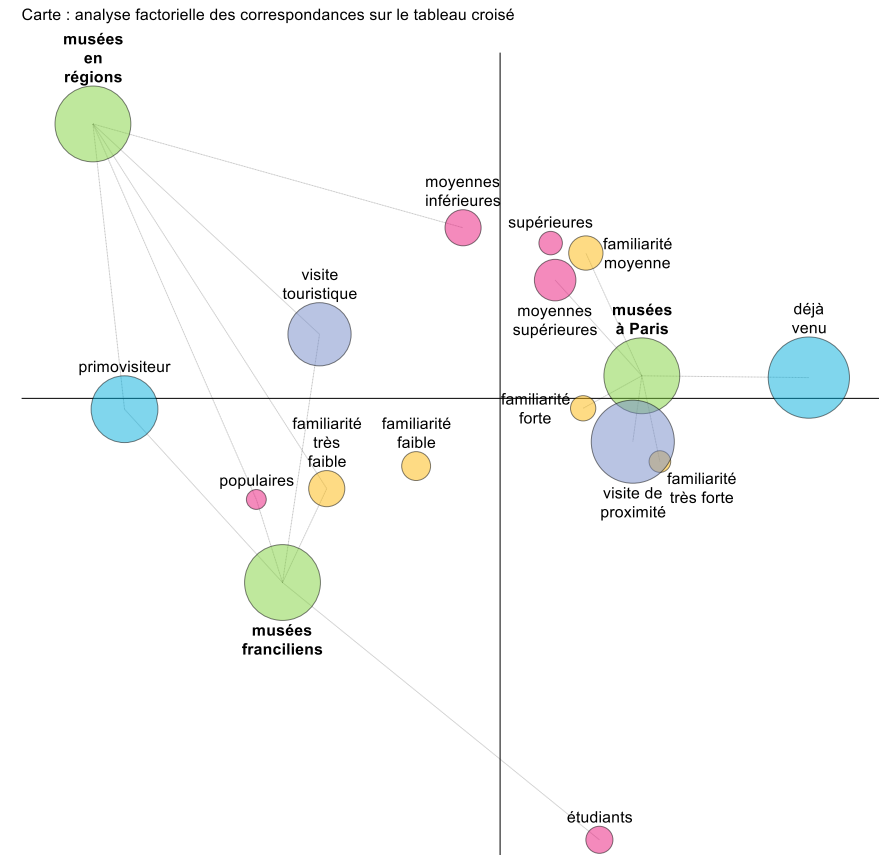 Carte : analyse factorielle des correspondances sur le tableau croisé
musées
en
régions
moyennes
inférieures
supérieures
familiarité
moyenne
visite
touristique
moyennes
supérieures
musées
à Paris
déjà
venu
primovisiteur
familiarité
forte
familiarité
très
faible
familiarité
faible
populaires
familiarité
très forte
visite de
proximité
musées
franciliens
étudiants